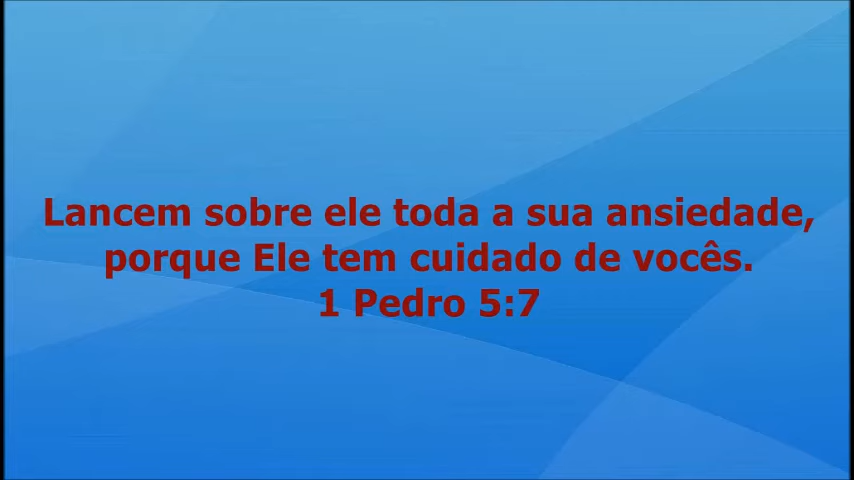 Lancem sobre ele toda a sua ansiedade,
porque Ele tem cuidado de vocês.
1 Pedro 5:7